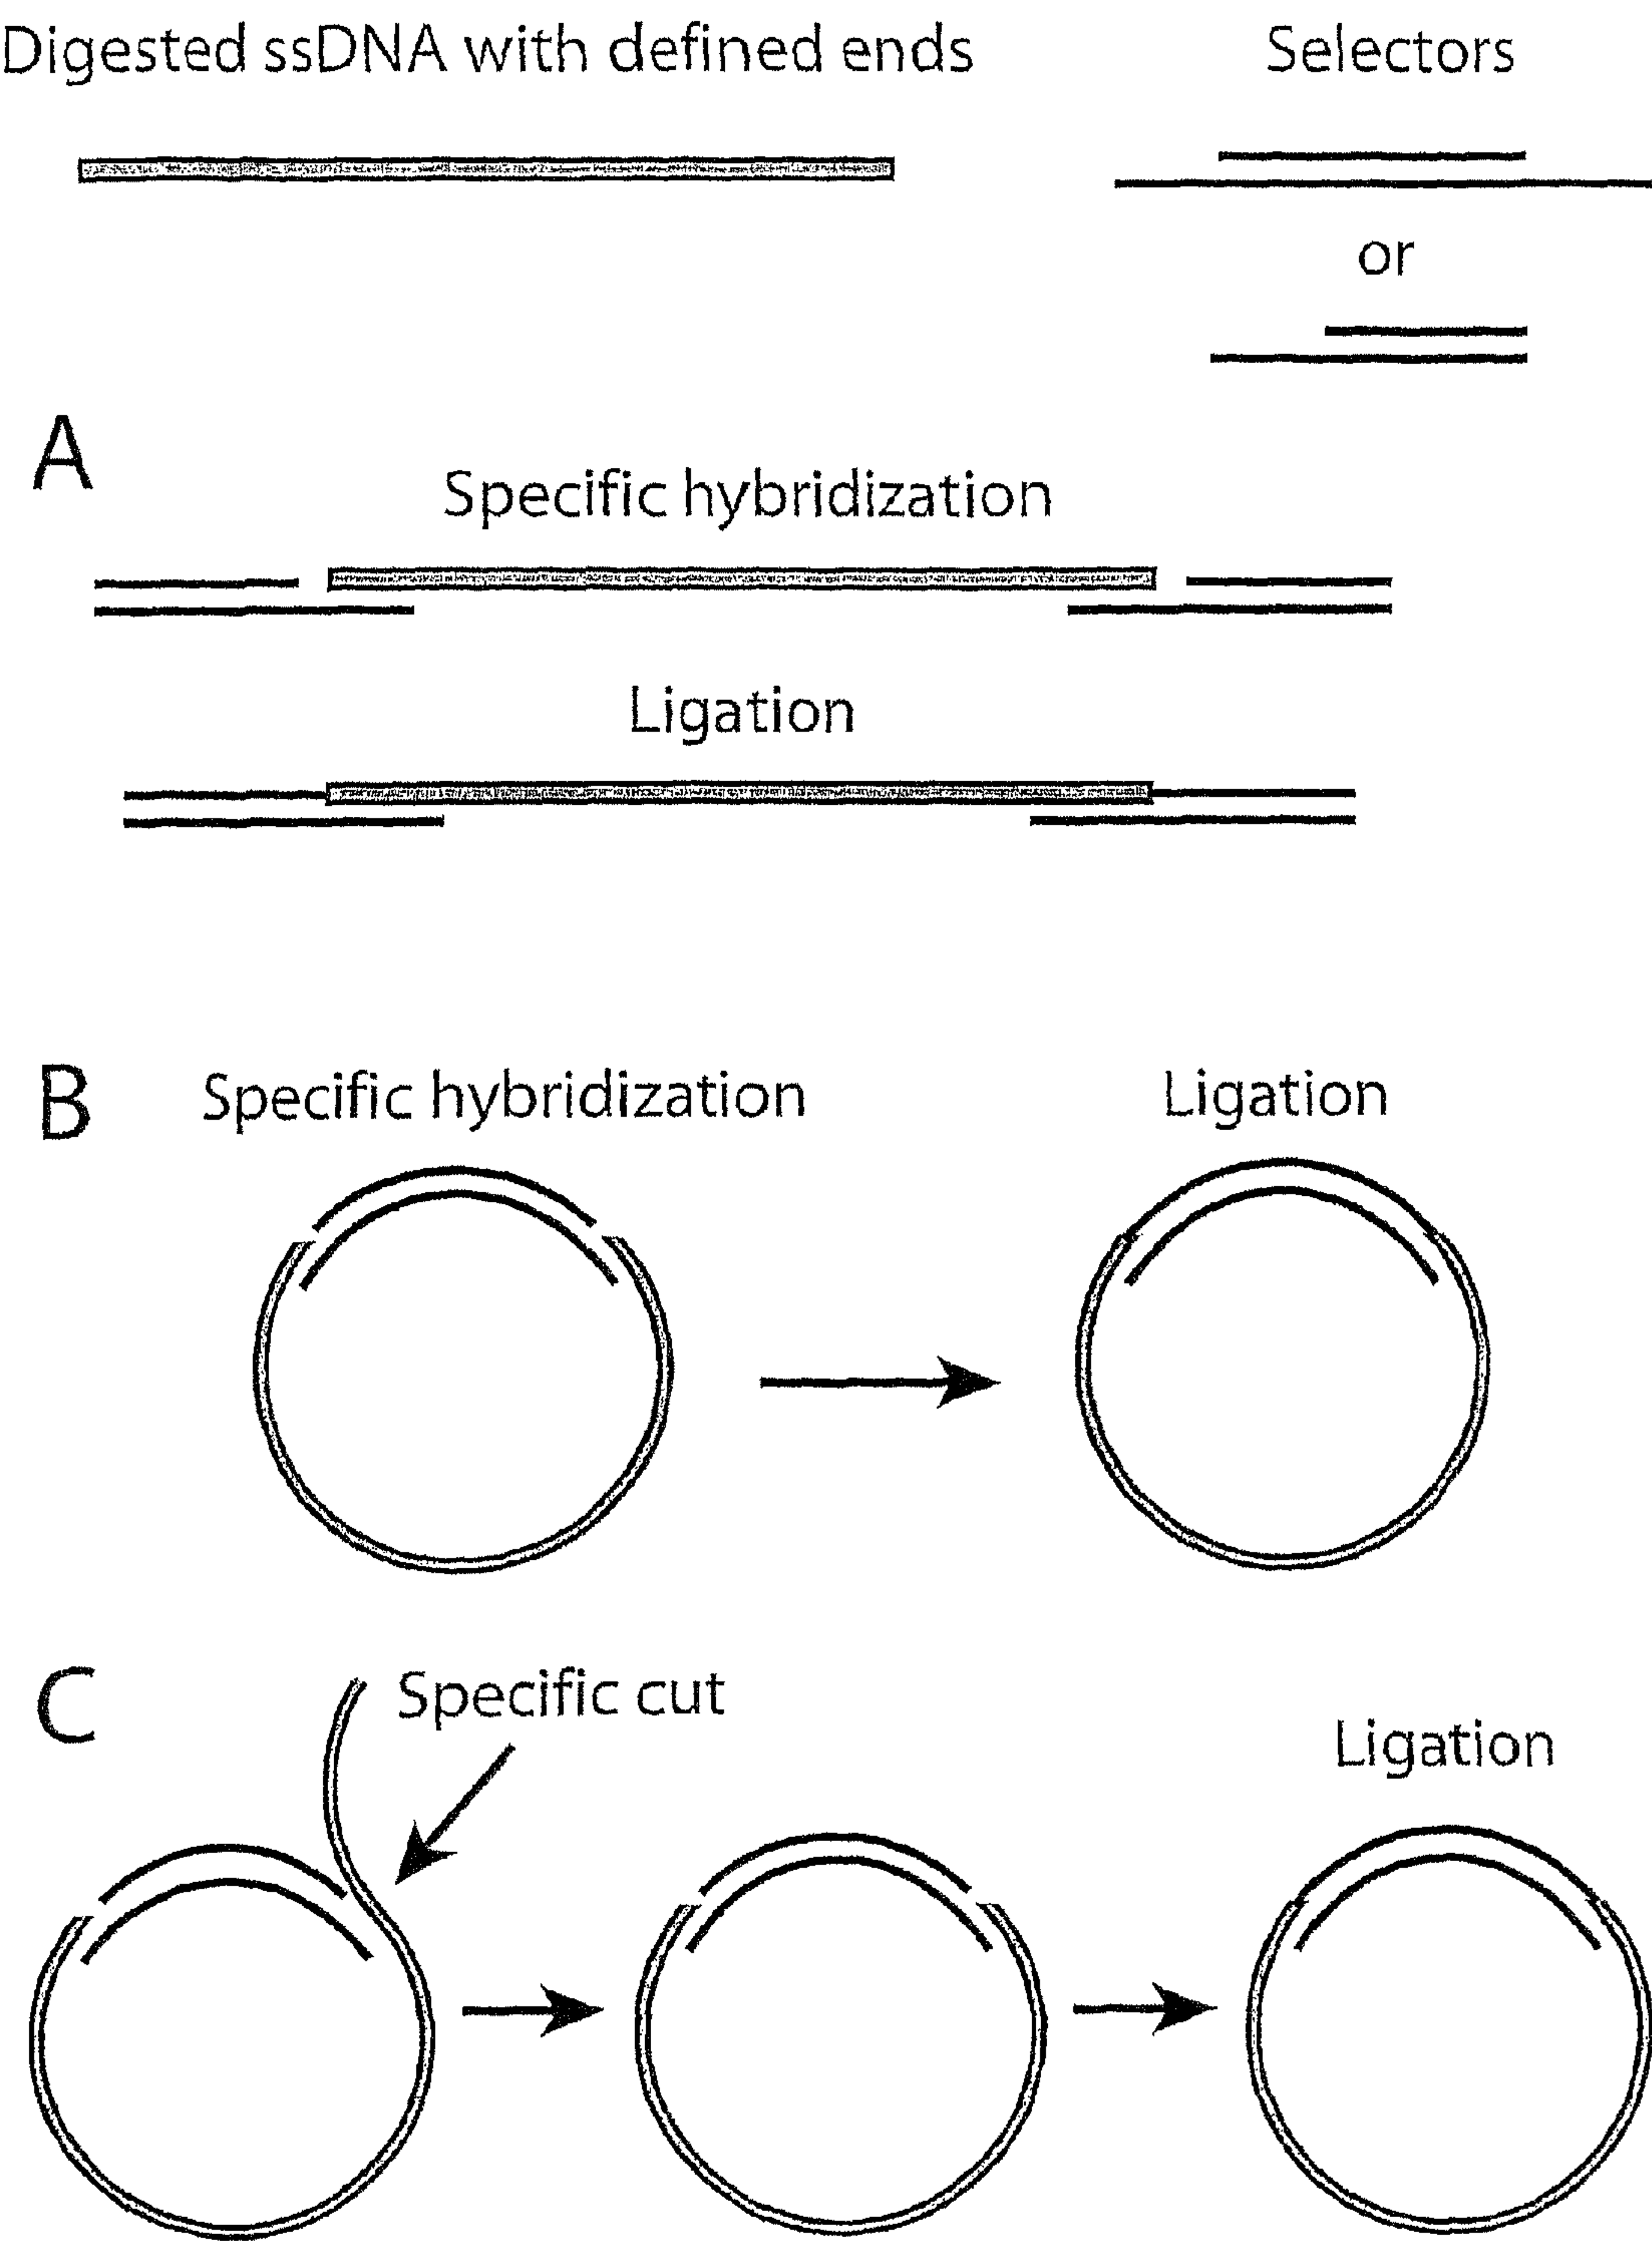 Digested ssDNA with defined ends
Selectors
or
A
Specific hybridization
Ligation
B
Specific hybridization
Ligation
C
Specific cut
Ligation